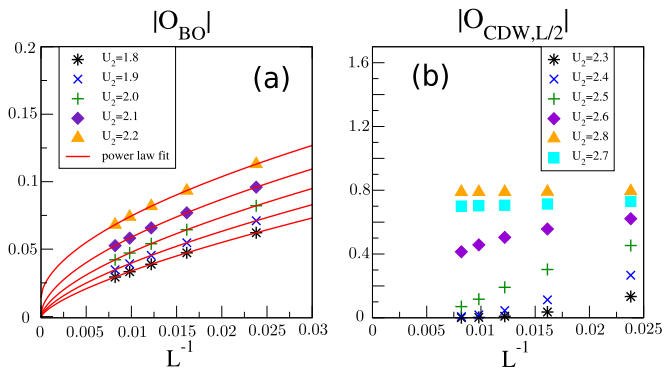 |O_BO|
0.2
0.15
0.1
0.05
0
U_2=1.8
U_2=1.9
U_2=2.0
U_2=2.1
U_2=2.2
power law fit
(a)
0 0.005 0.01 0.015 0.02 0.025 0.03
L^-1
|O_CDW,L/2|
1.6
1.2
0.8
0.4
0
(b)
U_2=2.3
U_2=2.4
U_2=2.5
U_2=2.6
U_2=2.8
U_2=2.7
0 0.005 0.01 0.015 0.02 0.025
L^-1